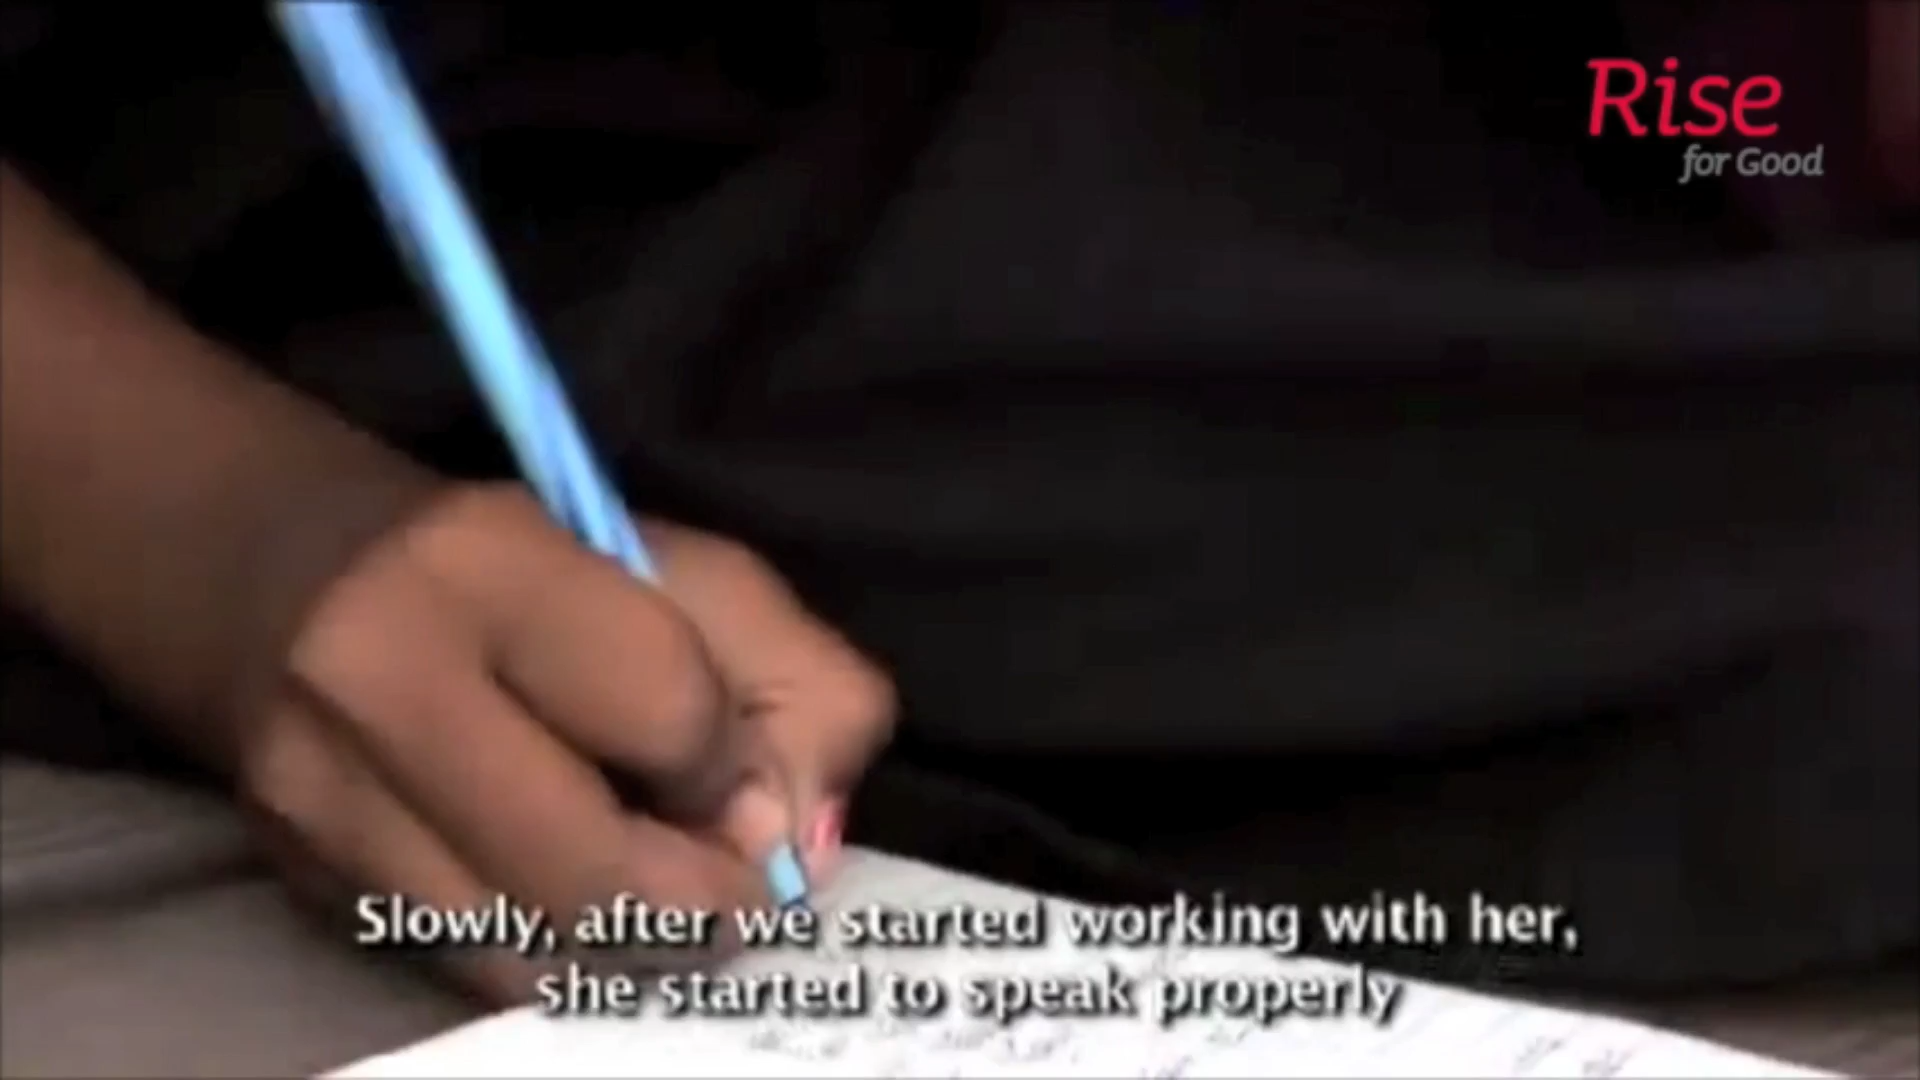 Rise
for Good
Slowly, after we started working with her,
she started to speak properly